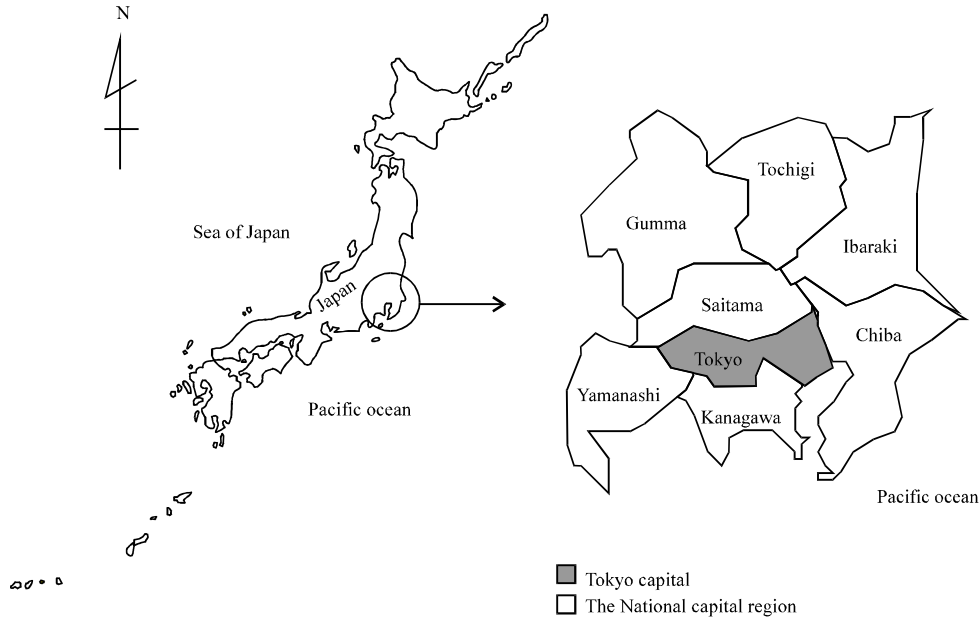 N
Sea of Japan
Japan
Pacific ocean
Tochigi
Gumma
Ibaraki
Saitama
Chiba
Tokyo
Yamanashi
Kanagawa
Pacific ocean
Tokyo capital
The National capital region